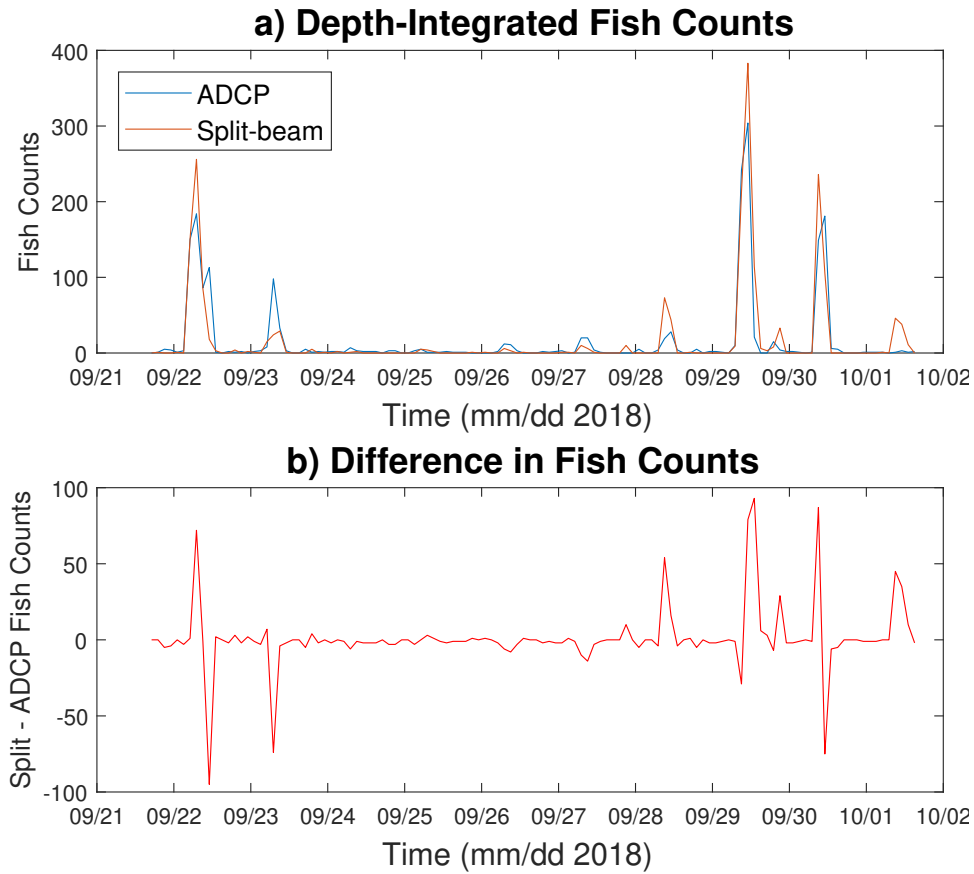 a) Depth-Integrated Fish Counts
400
300
200
100
0
Fish Counts
ADCP
Split-beam
09/21 09/22 09/23 09/24 09/25 09/26 09/27 09/28 09/29 09/30 10/01 10/02
Time (mm/dd 2018)
b) Difference in Fish Counts
100
50
0
-50
-100
Split - ADCP Fish Counts
09/21 09/22 09/23 09/24 09/25 09/26 09/27 09/28 09/29 09/30 10/01 10/02
Time (mm/dd 2018)